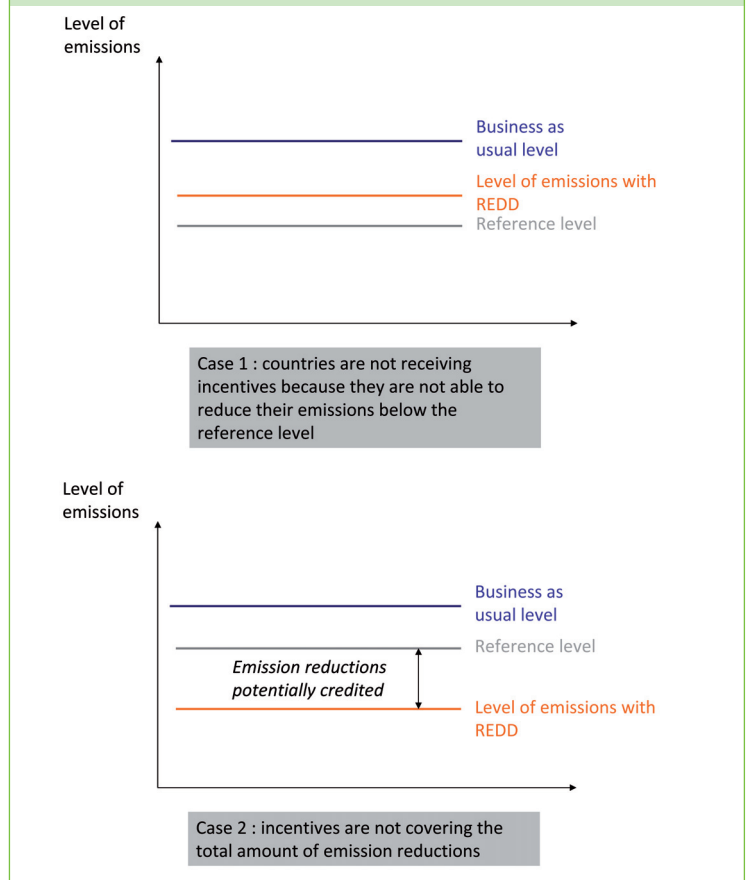 Level of
emissions
Business as
usual level
Level of emissions with
REDD
Reference level
Case 1 : countries are not receiving
incentives because they are not able to
reduce their emissions below the
reference level
Level of
emissions
Business as
usual level
Reference level
Emission reductions
potentially credited
Level of emissions with
REDD
Case 2 : incentives are not covering the
total amount of emission reductions